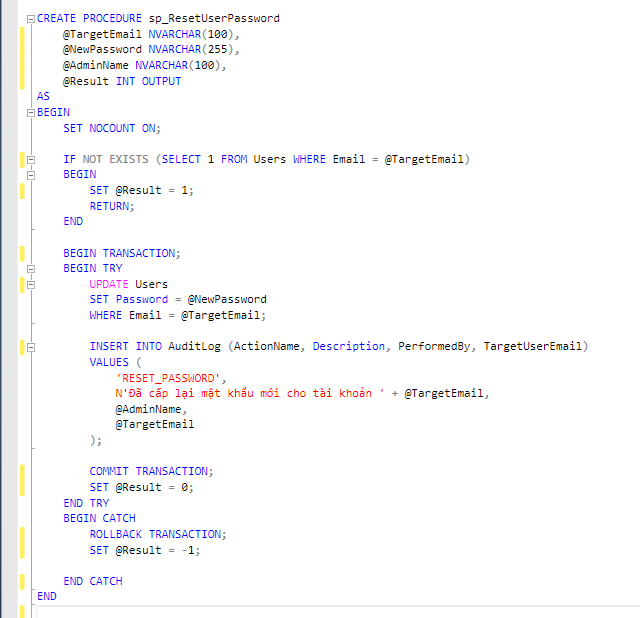 CREATE PROCEDURE sp_ResetUserPassword
@TargetEmail NVARCHAR(100),
@NewPassword NVARCHAR(255),
@AdminName NVARCHAR(100),
@Result INT OUTPUT
AS
BEGIN
SET NOCOUNT ON;
IF NOT EXISTS (SELECT 1 FROM Users WHERE Email = @TargetEmail)
BEGIN
SET @Result = 1;
RETURN;
END
BEGIN TRANSACTION;
BEGIN TRY
UPDATE Users
SET Password = @NewPassword
WHERE Email = @TargetEmail;
INSERT INTO AuditLog (ActionName, Description, PerformedBy, TargetUserEmail)
VALUES (
'RESET_PASSWORD',
N'Đã cấp lại mật khẩu mới cho tài khoản ' + @TargetEmail,
@AdminName,
@TargetEmail
);
COMMIT TRANSACTION;
SET @Result = 0;
END TRY
BEGIN CATCH
ROLLBACK TRANSACTION;
SET @Result = -1;
END CATCH
END